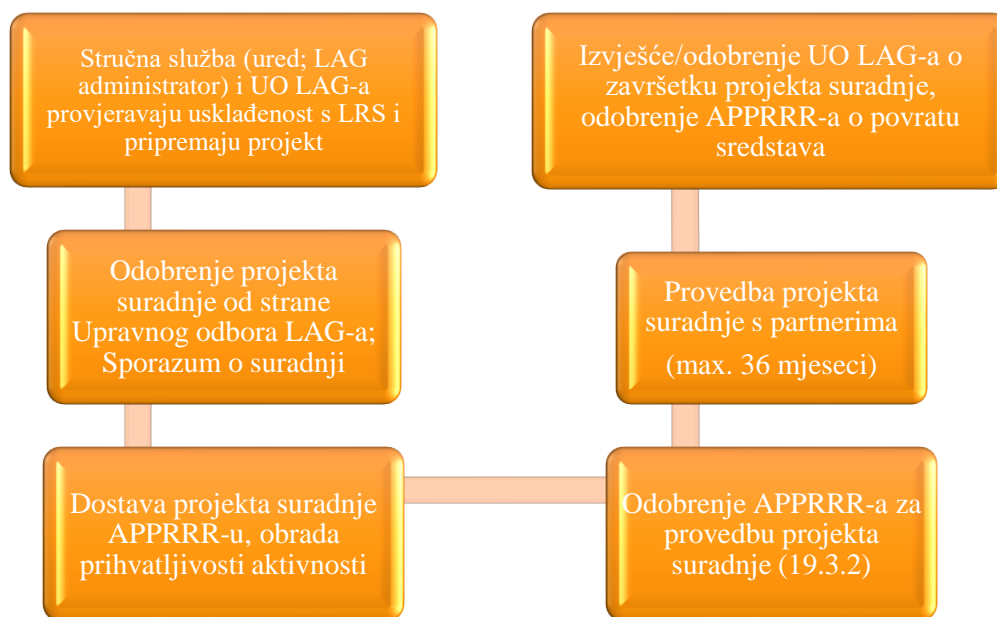 Stručna služba (ured; LAG
administrator) i UO LAG-a
provjeravaju usklađenost s LRS i
pripremaju projekt
Odobrenje projekta
suradnje od strane
Upravnog odbora LAG-a;
Sporazum o suradnji
Dostava projekta suradnje
APPRRR-u, obrada
prihvatljivosti aktivnosti
Odobrenje APPRRR-a za
provedbu projekta
suradnje (19.3.2)
Provedba projekta
suradnje s partnerima
(max. 36 mjeseci)
Izvješće/odobrenje UO LAG-a o
završetku projekta suradnje,
odobrenje APPRRR-a o povratu
sredstava